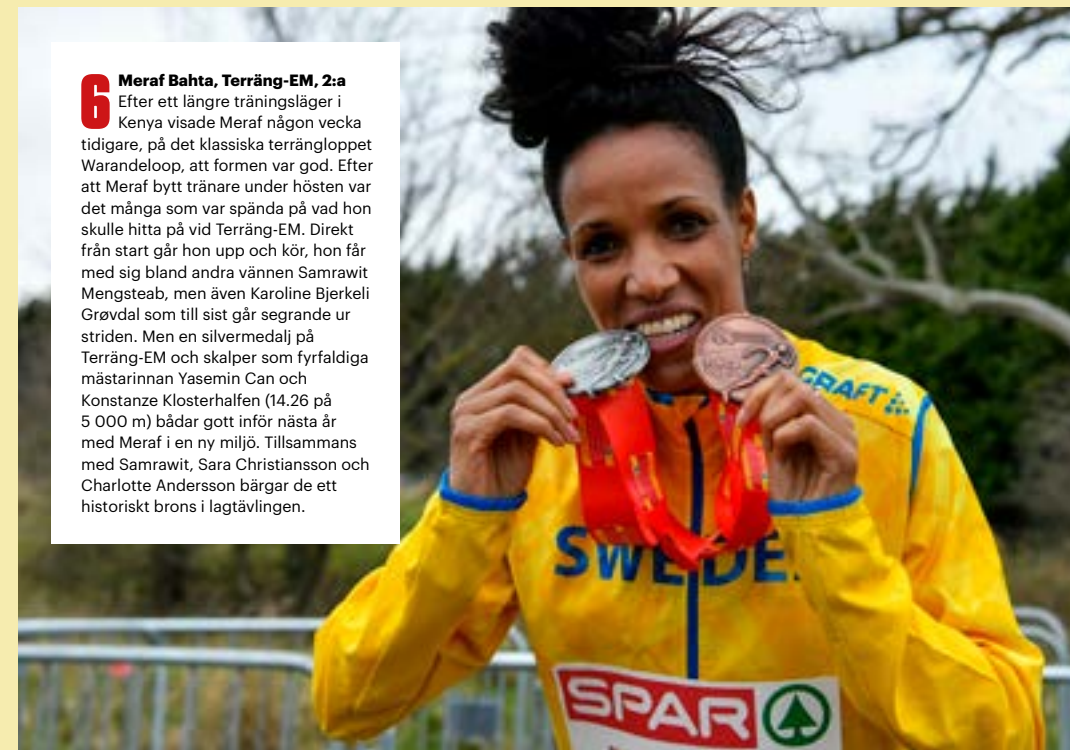 6
Meraf Bahta, Terräng-EM, 2:a
Efter ett längre träningsläger i
Kenya visade Meraf någon vecka
tidigare, på det klassiska terrängloppet
Warandeloop, att formen var god. Efter
att Meraf bytt tränare under hösten var
det många som var spända på vad hon
skulle hitta på vid Terräng-EM. Direkt
från start går hon upp och kör, hon får
med sig bland andra vännen Samrawit
Mengsteab, men även Karoline Bjerkeli
Grøvdal som till sist går segrande ur
striden. Men en silvermedalj på
Terräng-EM och skalper som fyrfaldiga
mästarinnan Yasemin Can och
Konstanze Klosterhalfen (14.26 på
5 000 m) bådar gott inför nästa år
med Meraf i en ny miljö. Tillsammans
med Samrawit, Sara Christiansson och
Charlotte Andersson bärgar de ett
historiskt brons i lagtävlingen.
CRAFT
SWEDE
SPAR